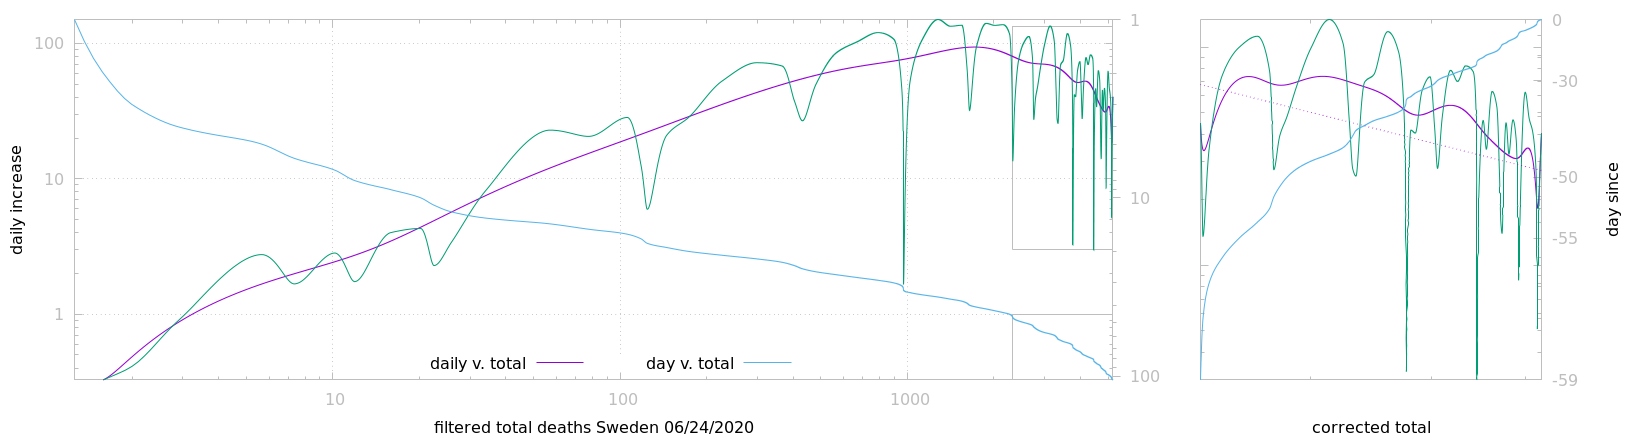 daily increase
100
10
1
daily v. total
day v. total
10
100
1000
filtered total deaths Sweden 06/24/2020
1
10
100
0
-30
-50
-55
-59
day since
corrected total